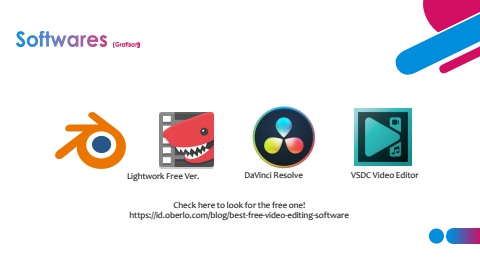 Softwares
Lightwork Free Ver.
DaVinci Resolve
VSDC Video Editor
Check here to look for the free one!
https://id.oberlo.com/blog/best-free-video-editing-software